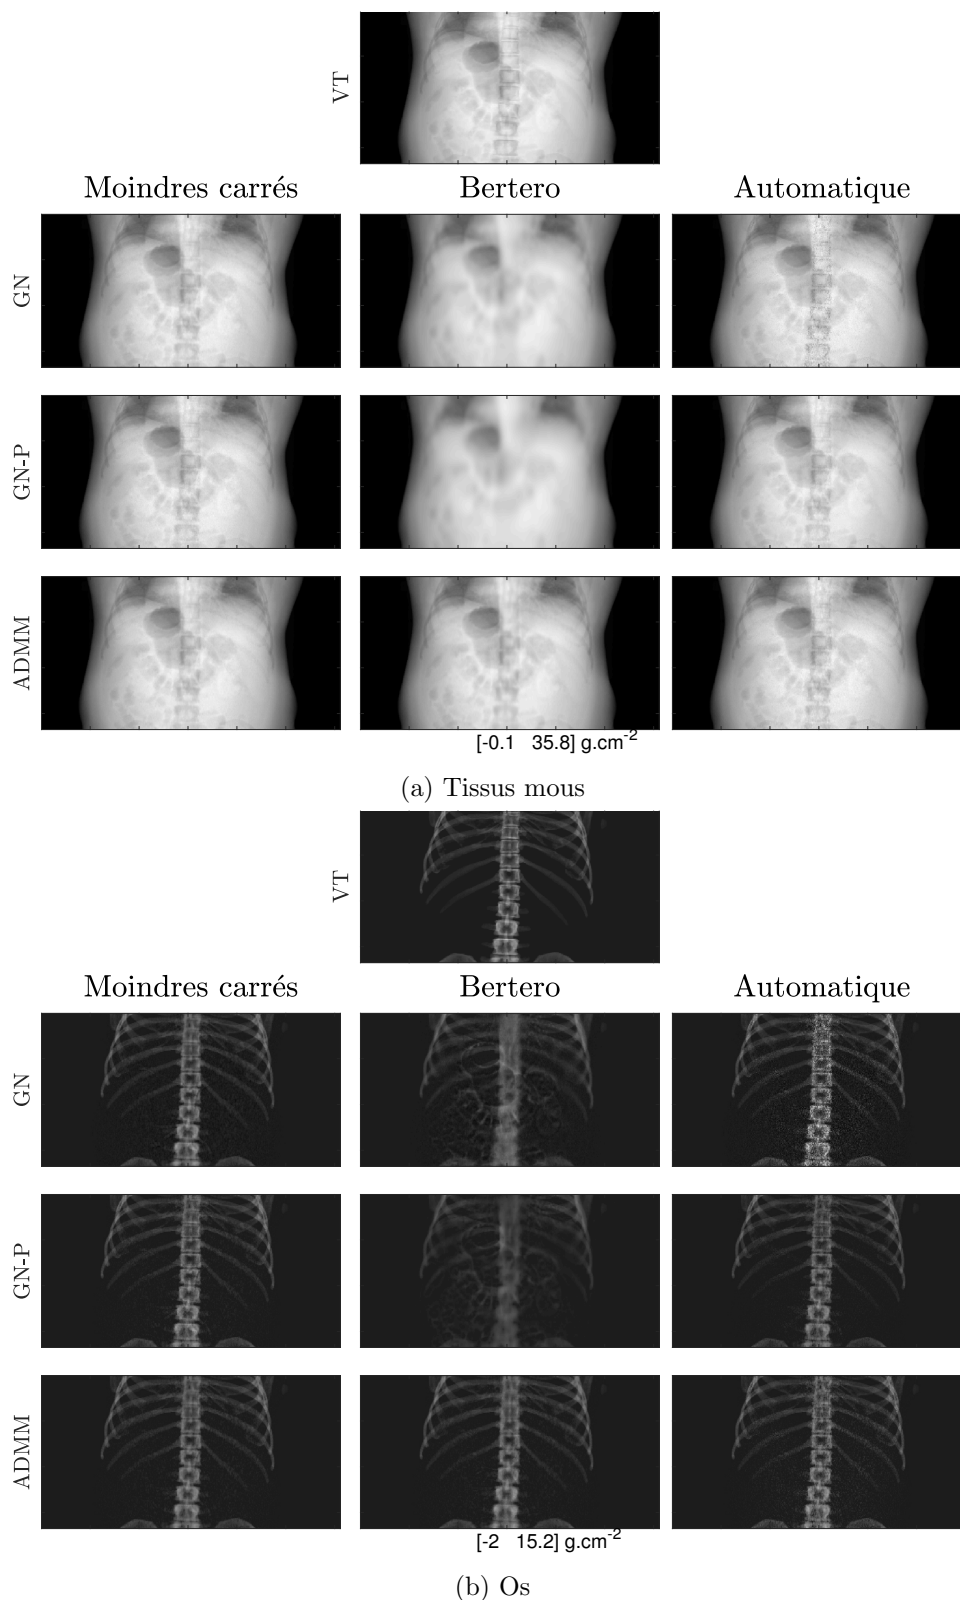 VT
Moindres carrés Bertero Automatique
GN
GN-P
ADMM
[-0.1 35.8] g.cm-2
(a) Tissus mous
VT
Moindres carrés Bertero Automatique
GN
GN-P
ADMM
[-2 15.2] g.cm-2
(b) Os